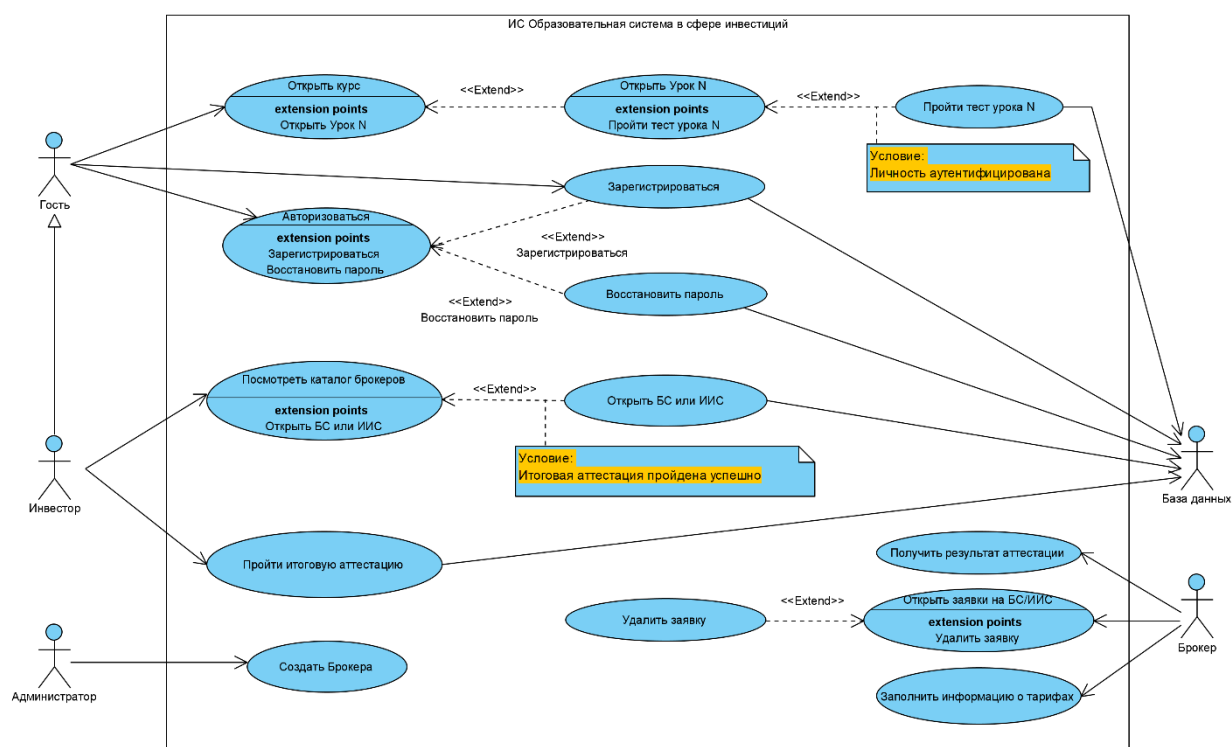 ИС Образовательная система в сфере инвестиций
Открыть курс
extension points
Открыть Урок N
<<Extend>>
Открыть Урок N
extension points
Пройти тест урока N
<<Extend>>
Пройти тест урока N
Условие:
Личность аутентифицирована
Гость
Зарегистрироваться
Авторизоваться
extension points
Зарегистрироваться
Восстановить пароль
<<Extend>>
Зарегистрироваться
<<Extend>>
Восстановить пароль
Восстановить пароль
Посмотреть каталог брокеров
extension points
Открыть БС или ИИС
<<Extend>>
Открыть БС или ИИС
Условие:
Итоговая аттестация пройдена успешно
Инвестор
База данных
Пройти итоговую аттестацию
Получить результат аттестации
Удалить заявку
<<Extend>>
Открыть заявки на БС/ИИС
extension points
Удалить заявку
Брокер
Создать Брокера
Администратор
Заполнить информацию о тарифах